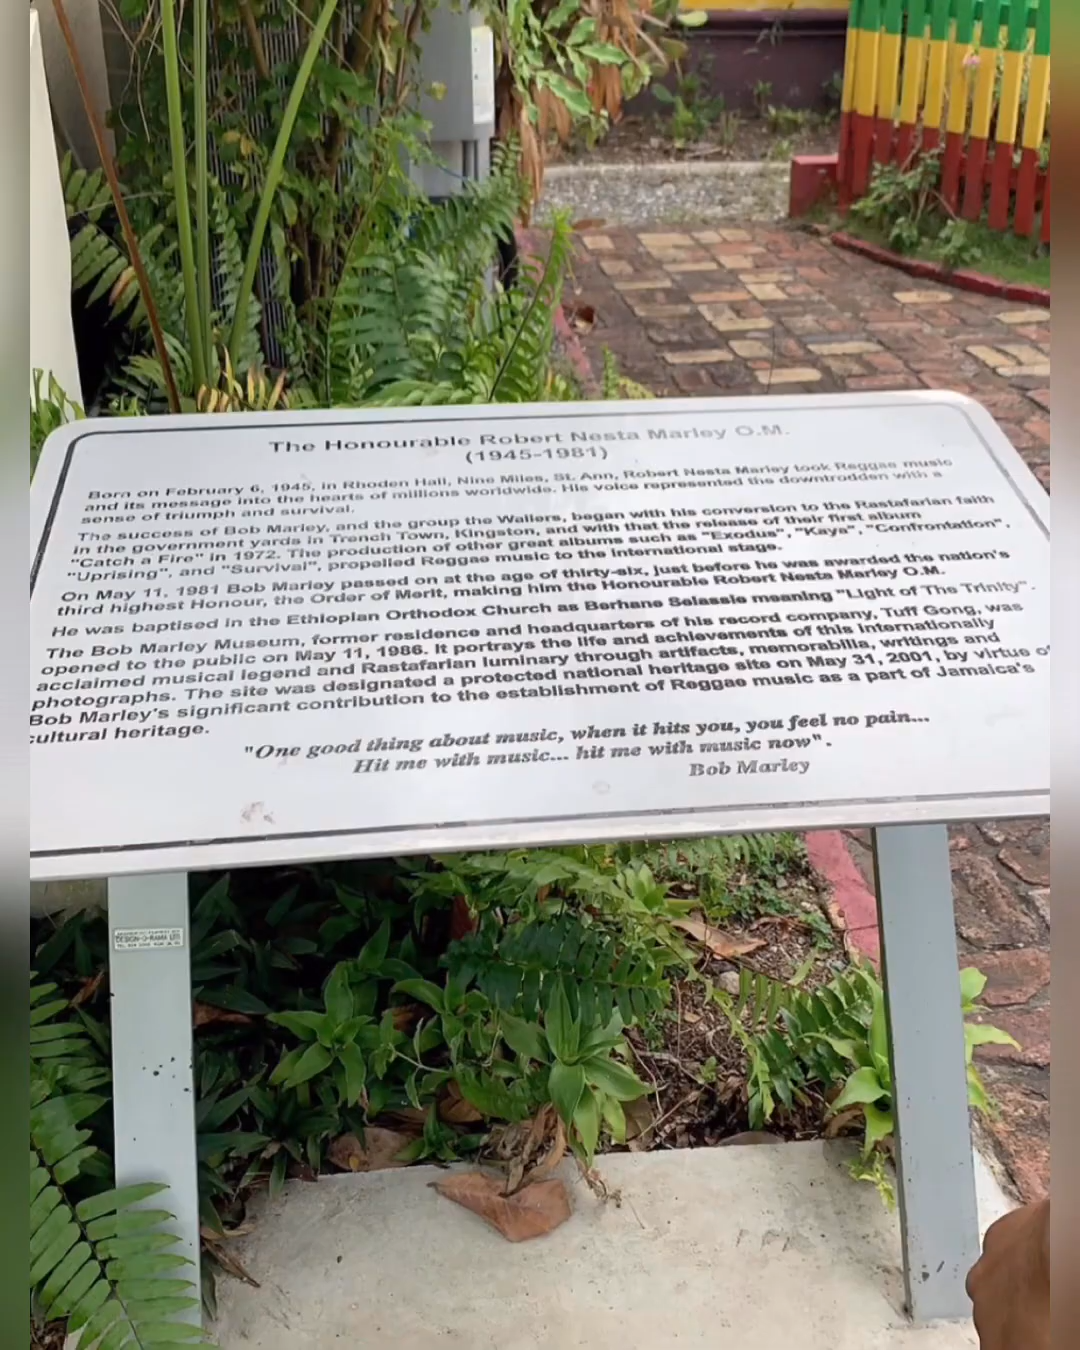 The Honourable Robert Nesta Marley O.M.
(1945-1981)
Born on February 6, 1945, in Rhoden Hall, Nine Miles, St. Ann, Robert Nesta Marley took Reggae music
and its message into the hearts of millions worldwide. His voice represented the downtrodden with a
sense of triumph and survival.
The success of Bob Marley, and the group the Wailers, began with his conversion to the Rastafarian faith
in the government yards in Trench Town, Kingston, and with that the release of their first album
"Catch a Fire" in 1972. The production of other great albums such as "Exodus", "Kaya", "Confrontation",
"Uprising", and "Survival", propelled Reggae music to the international stage.
On May 11, 1981 Bob Marley passed on at the age of thirty-six, just before he was awarded the nation's
third highest Honour, the Order of Merit, making him the Honourable Robert Nesta Marley O.M.
He was baptised in the Ethiopian Orthodox Church as Berhane Selassie meaning "Light of The Trinity".
The Bob Marley Museum, former residence and headquarters of his record company, Tuff Gong, was
opened to the public on May 11, 1986. It portrays the life and achievements of this internationally
acclaimed musical legend and Rastafarian luminary through artifacts, memorabilia, writings and
photographs. The site was designated a protected national heritage site on May 31, 2001, by virtue of
Bob Marley's significant contribution to the establishment of Reggae music as a part of Jamaica's
cultural heritage.
"One good thing about music, when it hits you, you feel no pain...
Hit me with music... hit me with music now".
Bob Marley
DESIGN-O-RAMA LTD